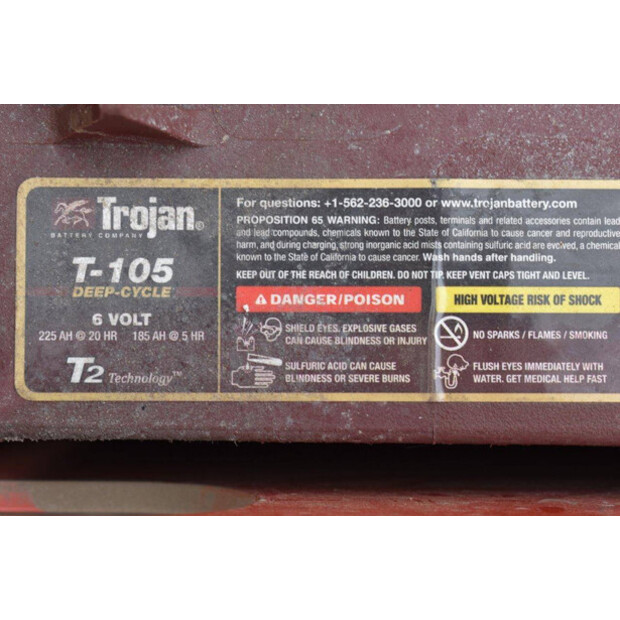 Trojan®
BATTERY COMPANY
T-105
DEEP-CYCLE
6 VOLT
225 AH @ 20 HR 185 AH @ 5 HR
T2 Technology™
For questions: +1-562-236-3000 or www.trojanbattery.com
PROPOSITION 65 WARNING: Battery posts, terminals and related accessories contain lead
and lead compounds, chemicals known to the State of California to cause cancer and reproductive
harm, and during charging, strong inorganic acid mists containing sulfuric acid are evolved, a chemical
known to the State of California to cause cancer. Wash hands after handling.
KEEP OUT OF THE REACH OF CHILDREN. DO NOT TIP. KEEP VENT CAPS TIGHT AND LEVEL.
DANGER/POISON
SHIELD EYES. EXPLOSIVE GASES
CAN CAUSE BLINDNESS OR INJURY
SULFURIC ACID CAN CAUSE
BLINDNESS OR SEVERE BURNS
HIGH VOLTAGE RISK OF SHOCK
NO SPARKS / FLAMES / SMOKING
FLUSH EYES IMMEDIATELY WITH
WATER. GET MEDICAL HELP FAST